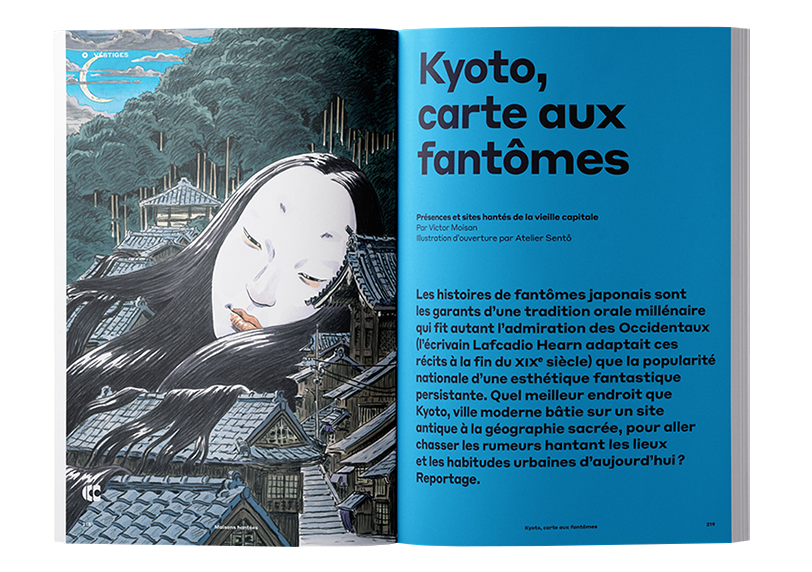 VESTIGES
Maisons hantées
Kyoto,
carte aux
fantômes
Présences et sites hantés de la vieille capitale
Par Victor Moisan
Illustration d'ouverture par Atelier Sentô
Les histoires de fantômes japonais sont
les garants d'une tradition orale millénaire
qui fit autant l'admiration des Occidentaux
(l'écrivain Lafcadio Hearn adaptait ces
récits à la fin du XIXᵉ siècle) que la popularité
nationale d'une esthétique fantastique
persistante. Quel meilleur endroit que
Kyoto, ville moderne bâtie sur un site
antique à la géographie sacrée, pour aller
chasser les rumeurs hantant les lieux
et les habitudes urbaines d'aujourd'hui ?
Reportage.
Kyoto, carte aux fantômes
219